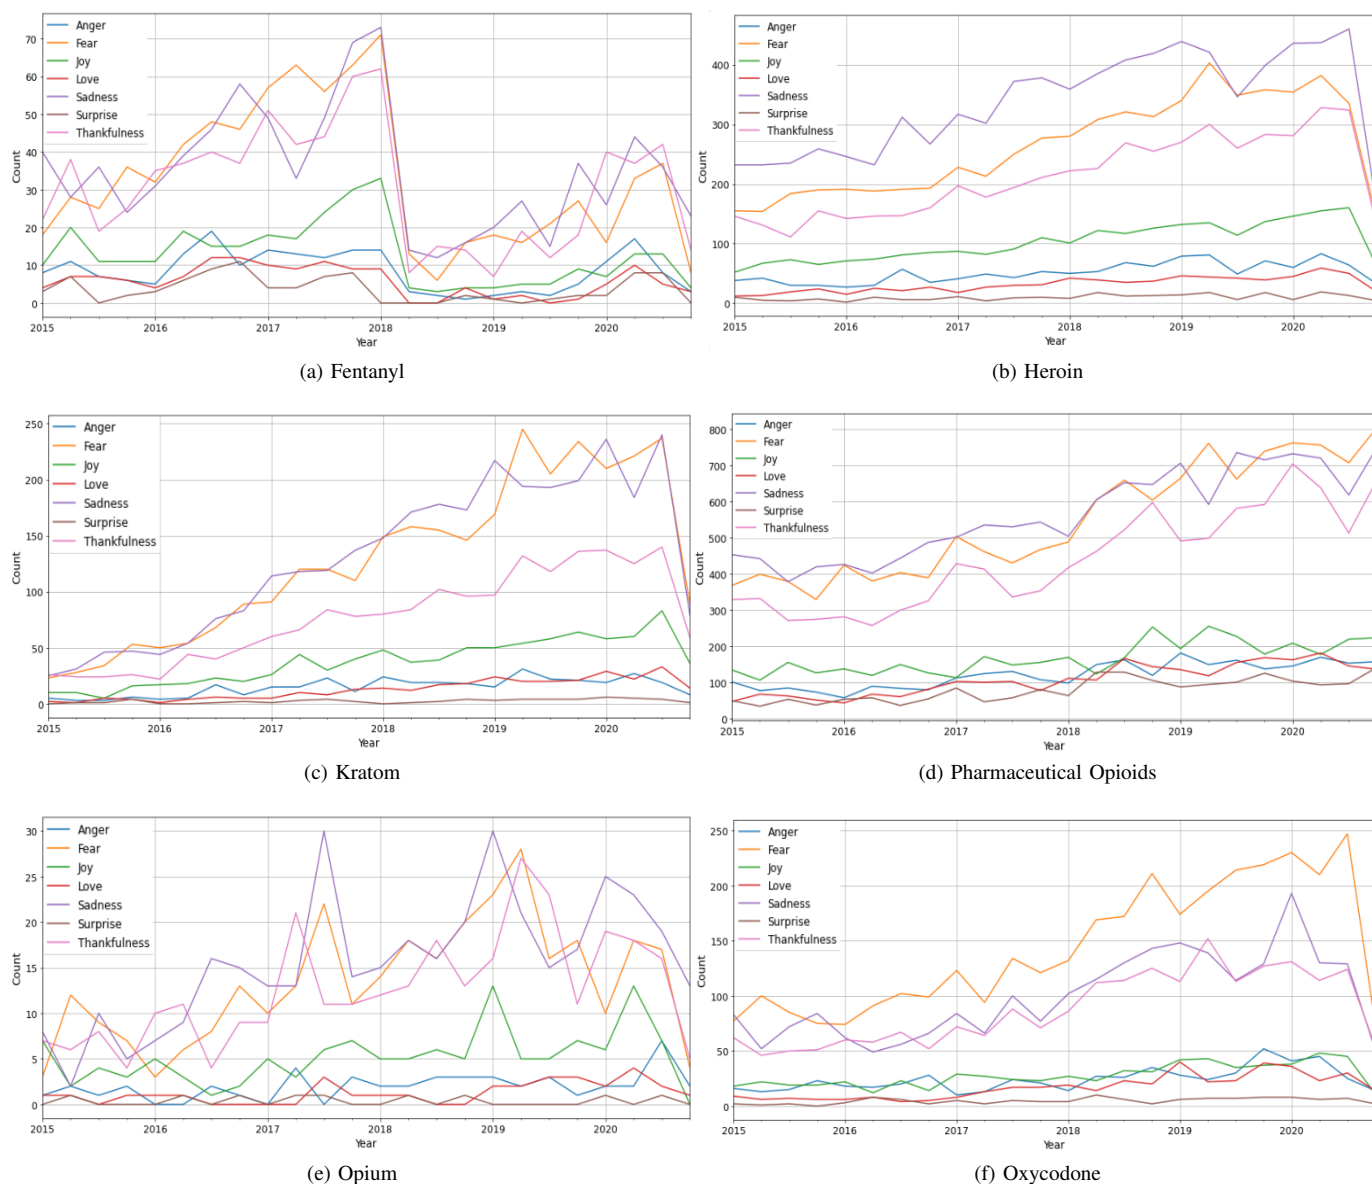 Anger
Fear
Joy
Love
Sadness
Surprise
Thankfulness
70
60
50
40
30
20
10
0
Count
2015 2016 2017 2018 2019 2020
Year
(a) Fentanyl
Anger
Fear
Joy
Love
Sadness
Surprise
Thankfulness
400
300
200
100
0
Count
2015 2016 2017 2018 2019 2020
Year
(b) Heroin
Anger
Fear
Joy
Love
Sadness
Surprise
Thankfulness
250
200
150
100
50
0
Count
2015 2016 2017 2018 2019 2020
Year
(c) Kratom
Anger
Fear
Joy
Love
Sadness
Surprise
Thankfulness
800
700
600
500
400
300
200
100
0
Count
2015 2016 2017 2018 2019 2020
Year
(d) Pharmaceutical Opioids
Anger
Fear
Joy
Love
Sadness
Surprise
Thankfulness
30
25
20
15
10
5
0
Count
2015 2016 2017 2018 2019 2020
Year
(e) Opium
Anger
Fear
Joy
Love
Sadness
Surprise
Thankfulness
250
200
150
100
50
0
Count
2015 2016 2017 2018 2019 2020
Year
(f) Oxycodone